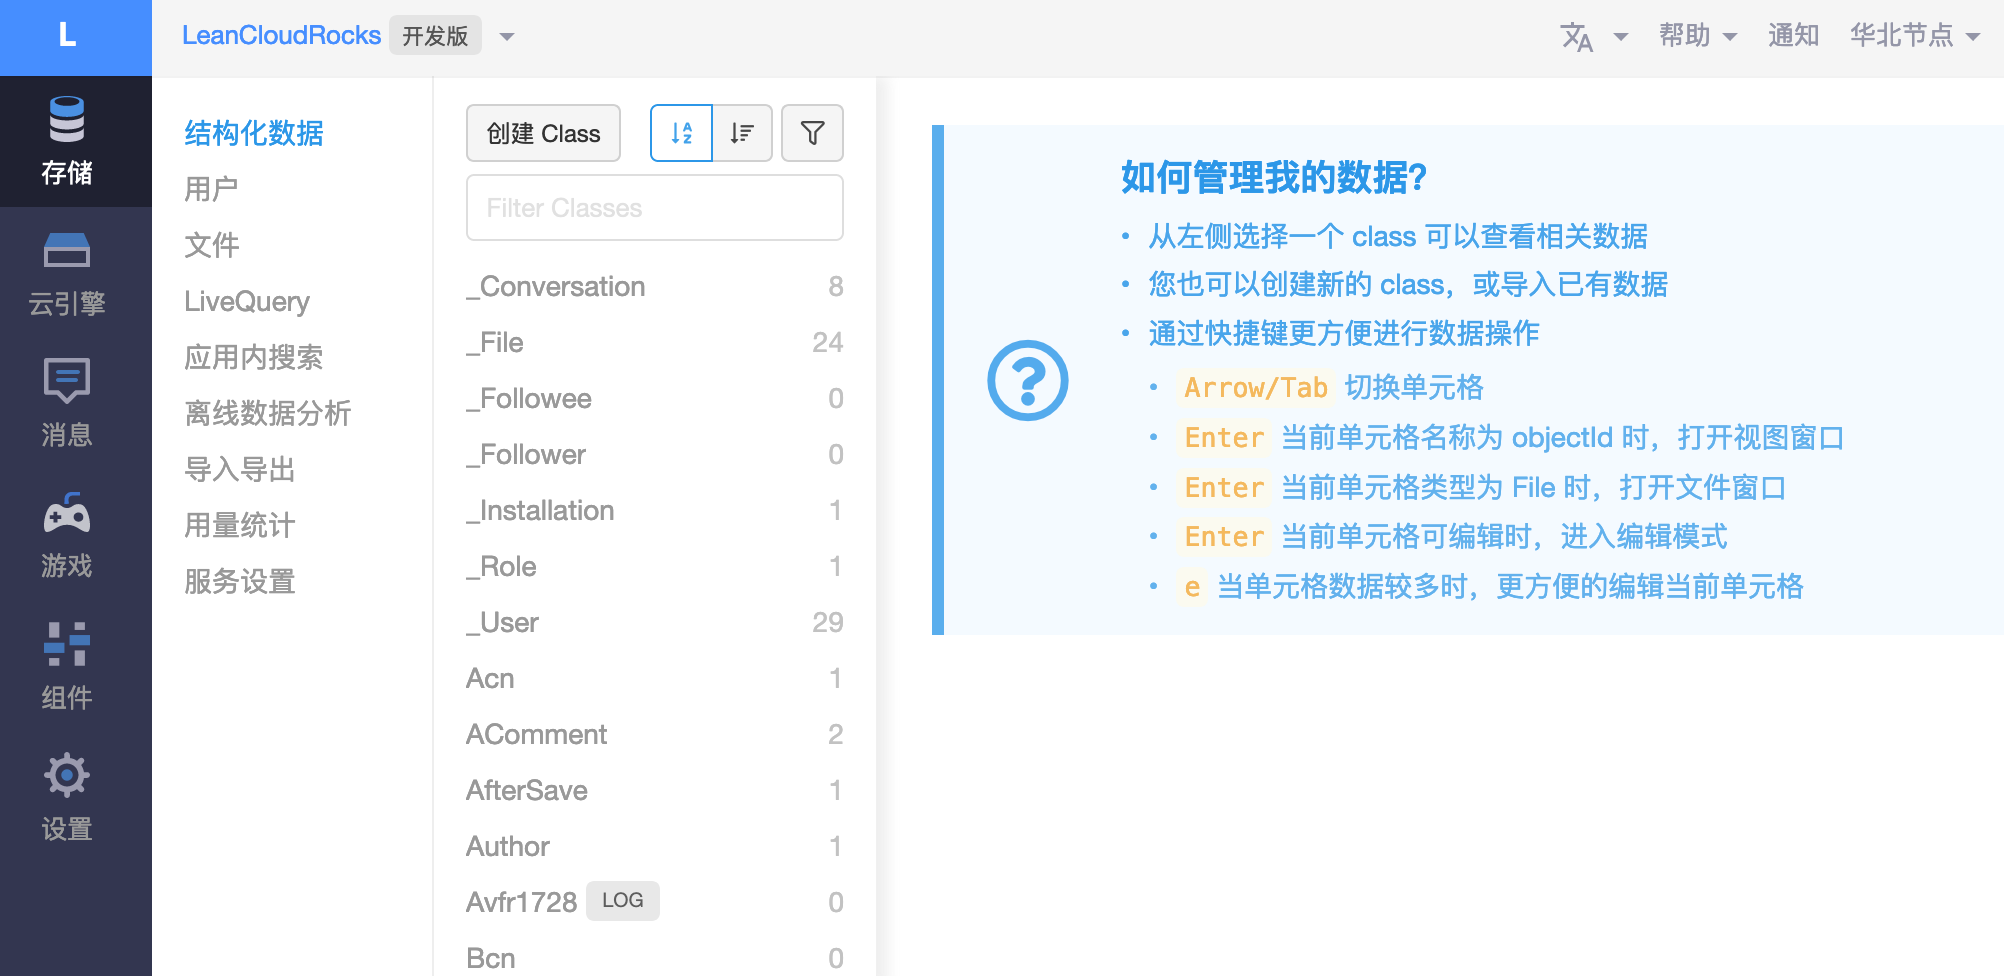 L
LeanCloudRocks 开发版
帮助
通知
华北节点
存储
云引擎
消息
游戏
组件
设置
结构化数据
用户
文件
LiveQuery
应用内搜索
离线数据分析
导入导出
用量统计
服务设置
创建 Class
Filter Classes
_Conversation 8
_File 24
_Followee 0
_Follower 0
_Installation 1
_Role 1
_User 29
Acn 1
AComment 2
AfterSave 1
Author 1
Avfr1728 LOG 0
Bcn 0
如何管理我的数据?
• 从左侧选择一个 class 可以查看相关数据
• 您也可以创建新的 class，或导入已有数据
• 通过快捷键更方便进行数据操作
• Arrow/Tab 切换单元格
• Enter 当前单元格名称为 objectId 时，打开视图窗口
• Enter 当前单元格类型为 File 时，打开文件窗口
• Enter 当前单元格可编辑时，进入编辑模式
• e 当单元格数据较多时，更方便的编辑当前单元格